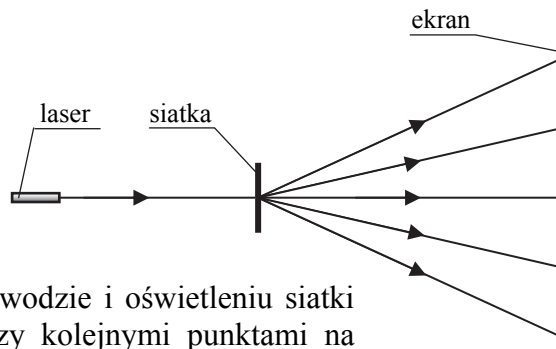 ekran
laser
siatka
wodzie i oświetleniu siatki
zy kolejnymi punktami na